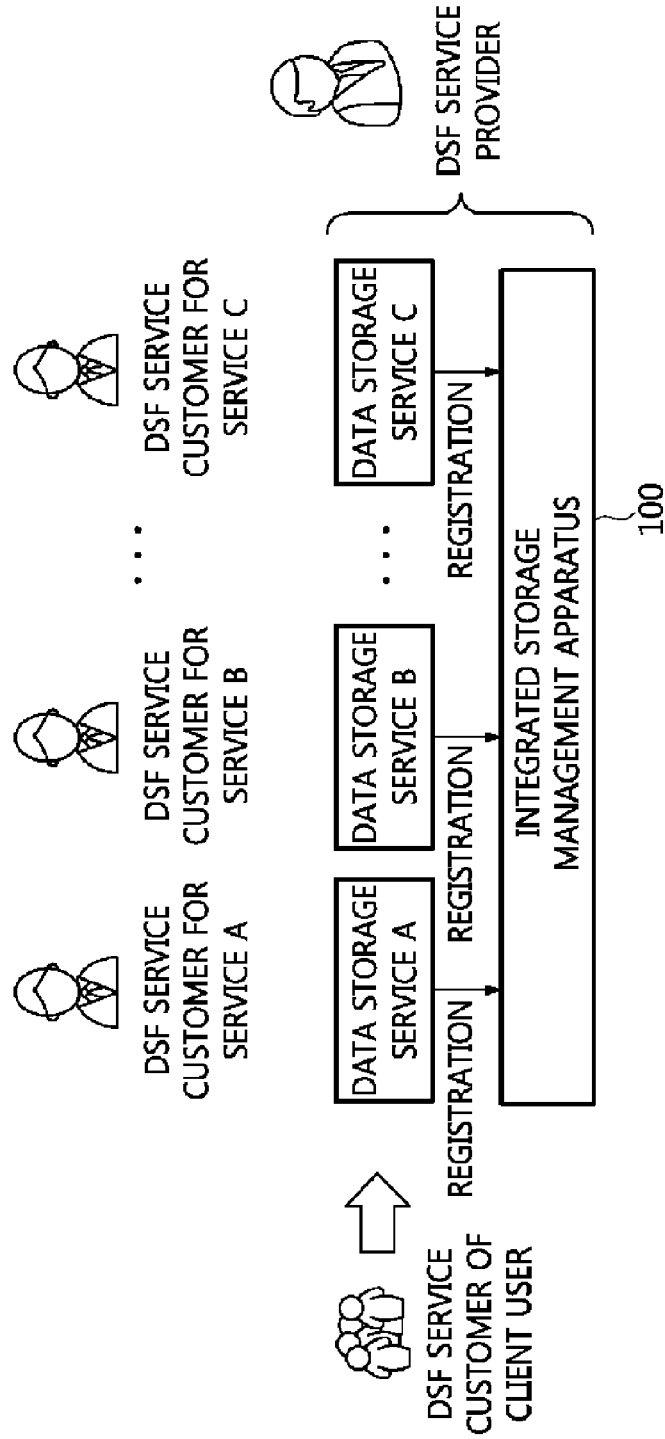 DSF SERVICE
CUSTOMER FOR
SERVICE A
DSF SERVICE
CUSTOMER FOR
SERVICE B
. . .
DSF SERVICE
CUSTOMER FOR
SERVICE C
DSF SERVICE
CUSTOMER OF
CLIENT USER
DATA STORAGE
SERVICE A
DATA STORAGE
SERVICE B
. . .
DATA STORAGE
SERVICE C
REGISTRATION
REGISTRATION
REGISTRATION
INTEGRATED STORAGE
MANAGEMENT APPARATUS
100
DSF SERVICE
PROVIDER